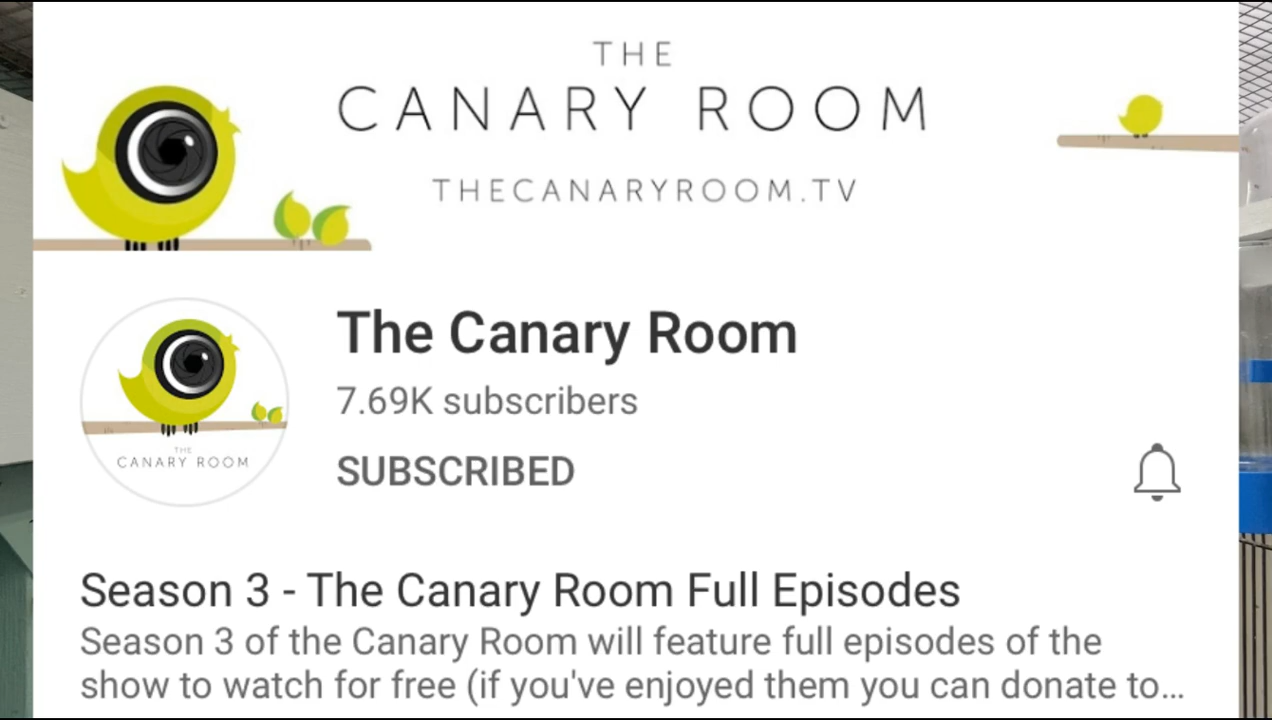 THE
CANARY ROOM
THECANARYROOM.TV
The Canary Room
7.69K subscribers
SUBSCRIBED
THE
CANARY ROOM
Season 3 - The Canary Room Full Episodes
Season 3 of the Canary Room will feature full episodes of the
show to watch for free (if you've enjoyed them you can donate to...